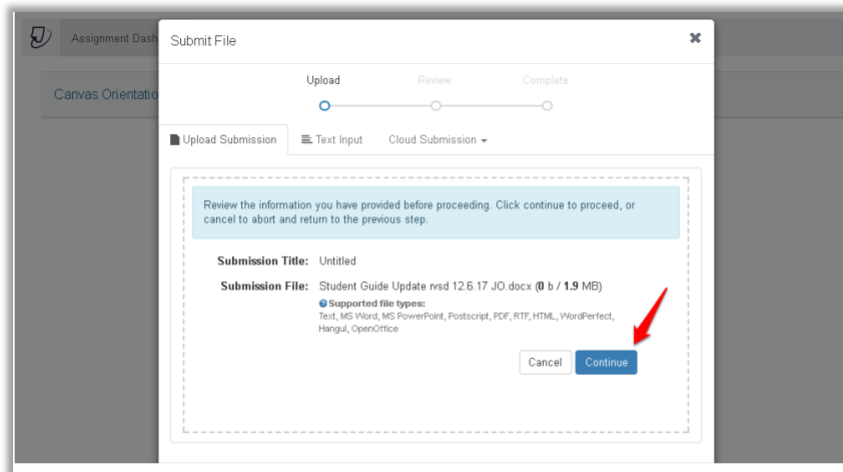 Assignment Dash
Submit File
Upload Review Complete
Canvas Orientatio
Upload Submission Text Input Cloud Submission
Review the information you have provided before proceeding. Click continue to proceed, or
cancel to abort and return to the previous step.
Submission Title: Untitled
Submission File: Student Guide Update rvsd 12.6.17 JO.docx (0 b / 1.9 MB)
Supported file types:
Text, MS Word, MS PowerPoint, Postscript, PDF, RTF, HTML, WordPerfect,
Hangul, OpenOffice
Cancel Continue